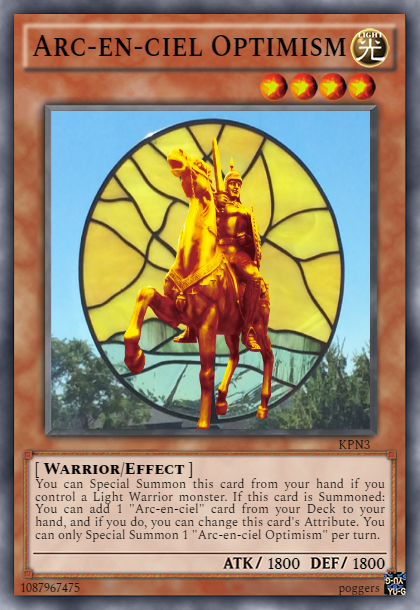 ARC-EN-CIEL OPTIMISM
LIGHT
光
KPN3
[ WARRIOR/EFFECT ]
You can Special Summon this card from your hand if you
control a Light Warrior monster. If this card is Summoned:
You can add 1 "Arc-en-ciel" card from your Deck to your
hand, and if you do, you can change this card's Attribute. You
can only Special Summon 1 "Arc-en-ciel Optimism" per turn.
ATK/ 1800 DEF/ 1800
1087967475
poggers